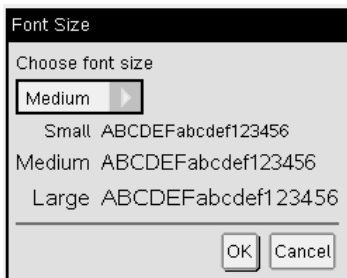 Font Size
Choose font size
Medium
Small ABCDEFabcdef123456
Medium ABCDEFabcdef123456
Large ABCDEFabcdef123456
OK Cancel